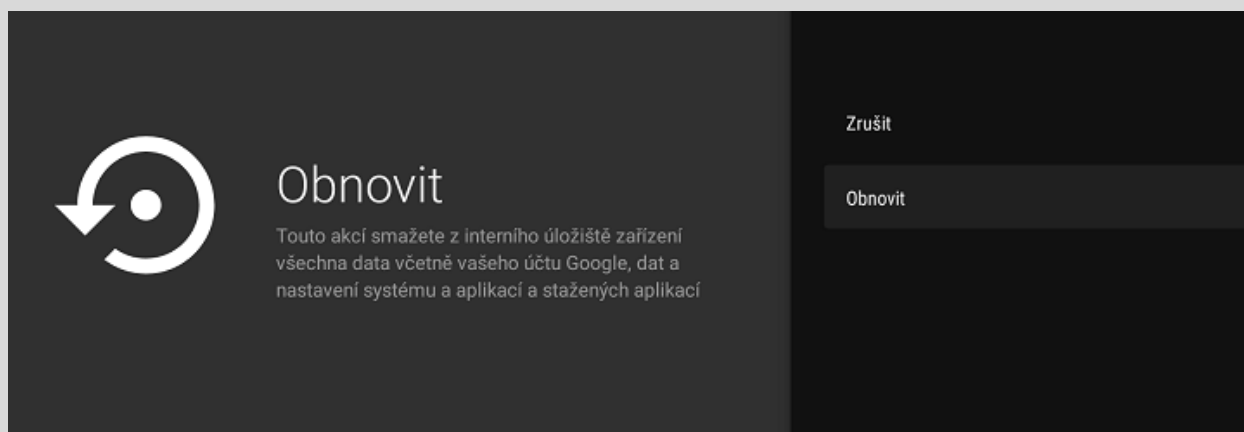 Obnovit
Touto akcí smažete z interního úložiště zařízení
všechna data včetně vašeho účtu Google, dat a
nastavení systému a aplikací a stažených aplikací
Zrušit
Obnovit